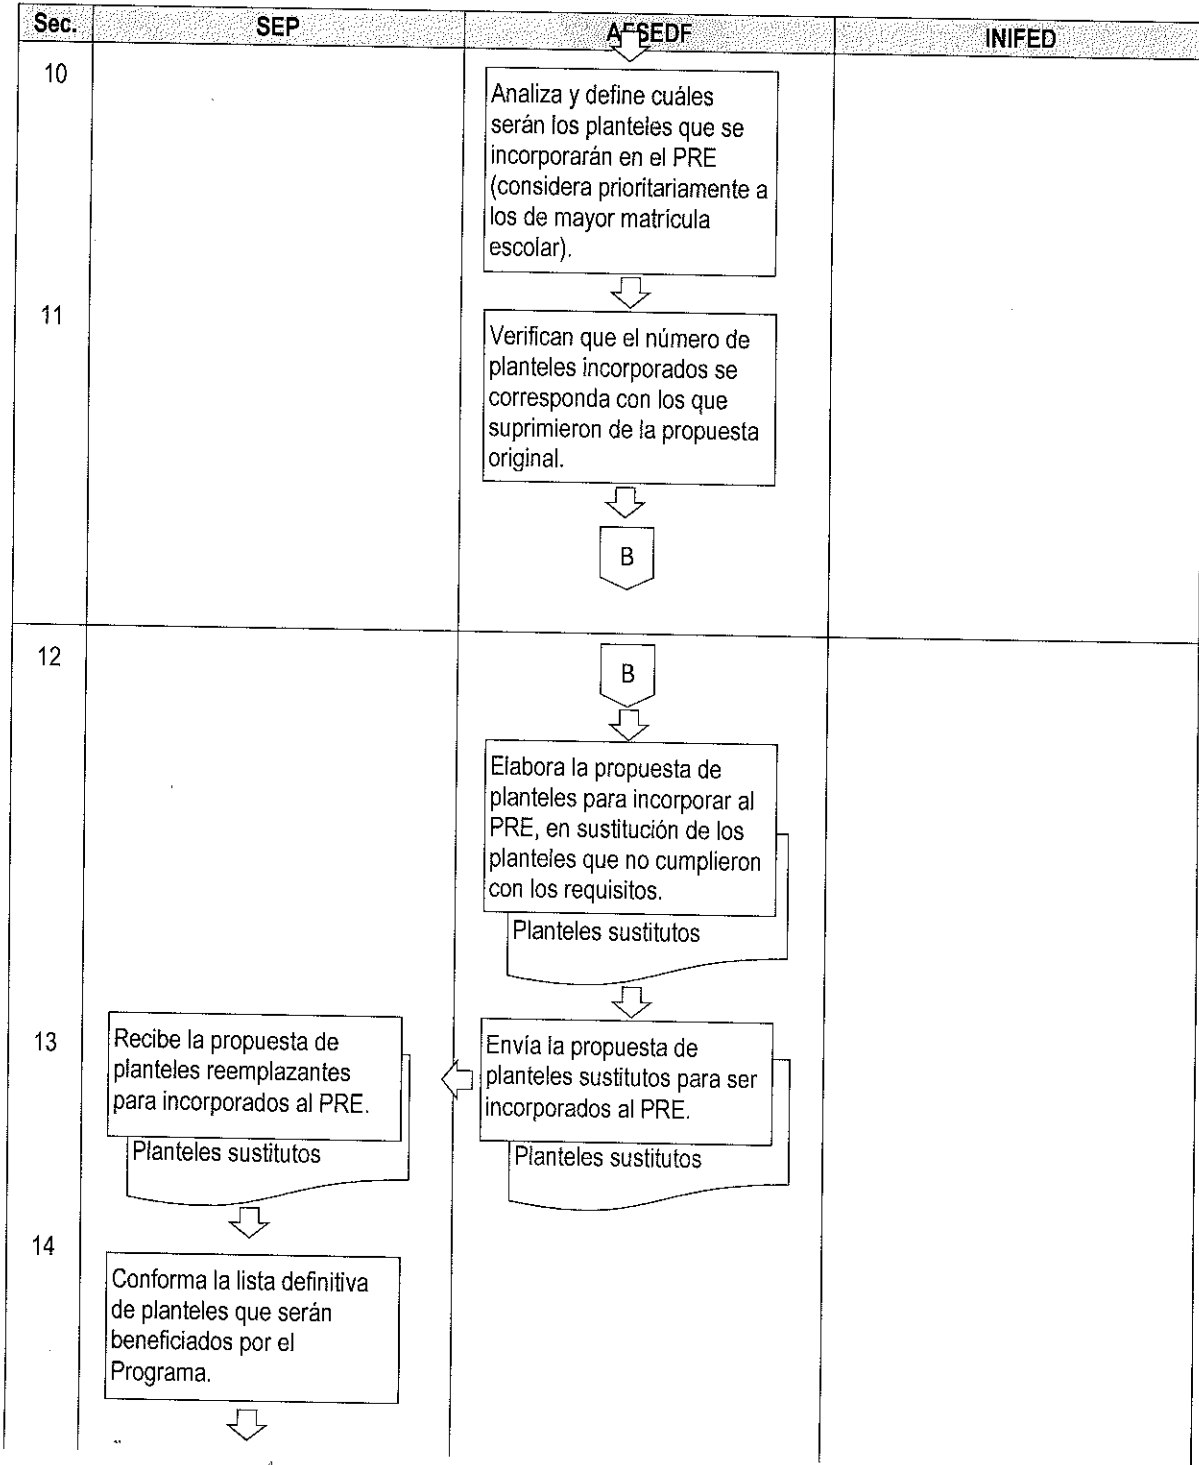 Sec. SEP AFSEDF INIFED
10
Analiza y define cuáles
serán los planteles que se
incorporarán en el PRE
(considera prioritariamente a
los de mayor matrícula
escolar).
11
Verifican que el número de
planteles incorporados se
corresponda con los que
suprimieron de la propuesta
original.
B
12
B
Elabora la propuesta de
planteles para incorporar al
PRE, en sustitución de los
planteles que no cumplieron
con los requisitos.
Planteles sustitutos
13
Recibe la propuesta de
planteles reemplazantes
para incorporados al PRE.
Planteles sustitutos
Envía la propuesta de
planteles sustitutos para ser
incorporados al PRE.
Planteles sustitutos
14
Conforma la lista definitiva
de planteles que serán
beneficiados por el
Programa.